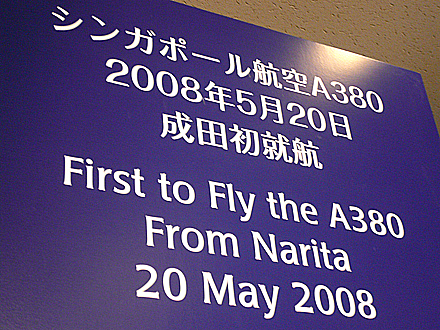 シンガポール航空A380
2008年5月20日
成田初就航
First to Fly the A380
From Narita
20 May 2008